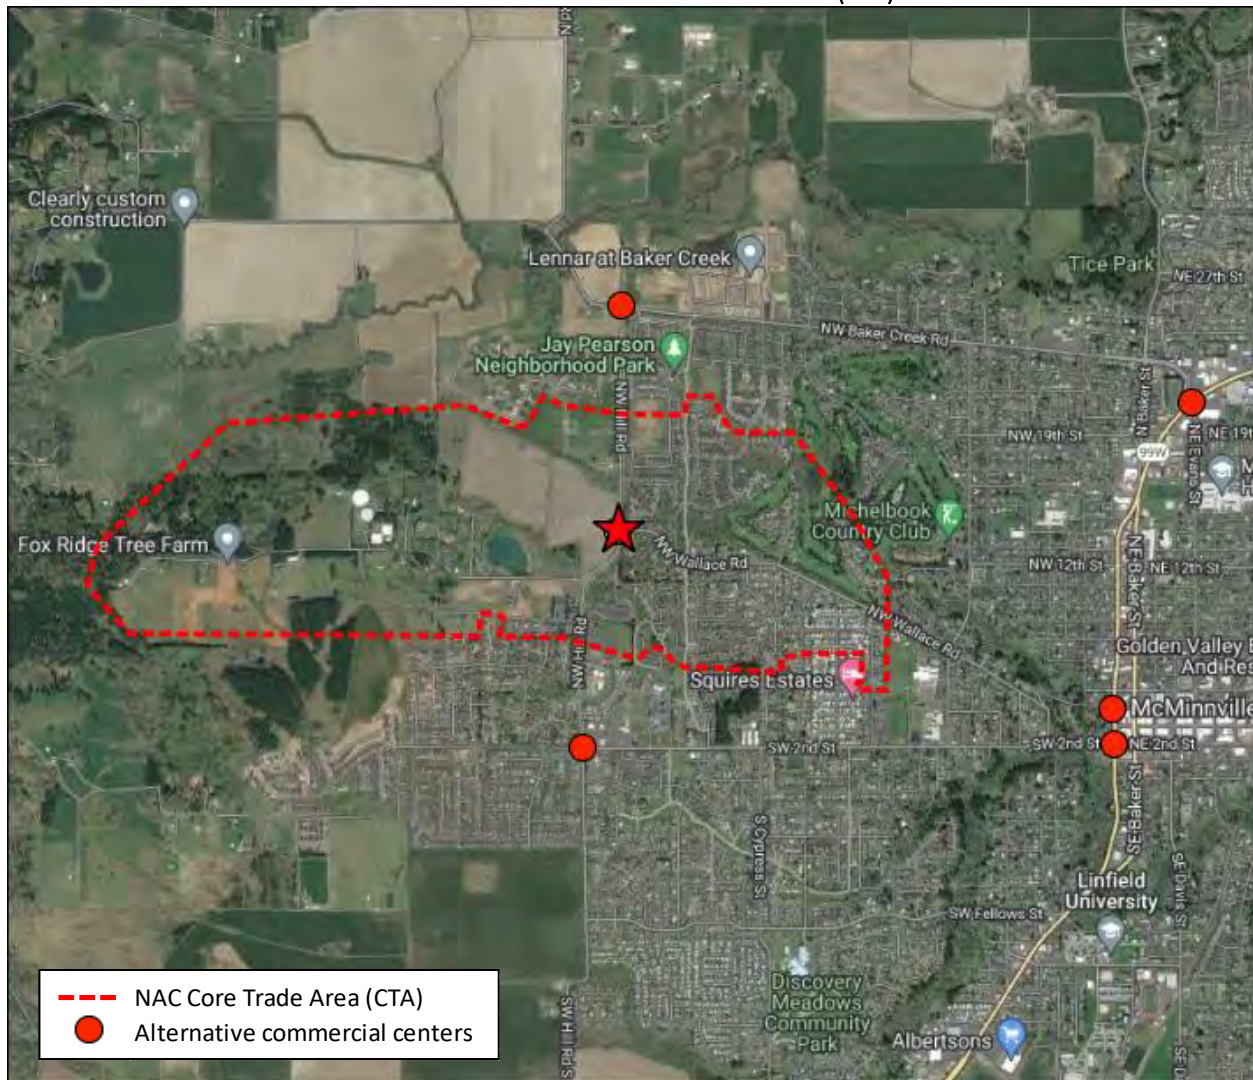 Clearly custom
construction
Lennar at Baker Creek
Tice Park
NE 27th St
NW Baker Creek Rd
Jay Pearson
Neighborhood Park
NW Hill Rd
N Baker St
NW 19th St
NE 19th
99W
NE Evans St
Michelbook
Country Club
Fox Ridge Tree Farm
NW Wallace Rd
NW 12th St
NE 12th St
NE Baker St
NW Wallace Rd
NW Hill Rd
Golden Valley
And Res
Squires Estates
McMinnville
SW 2nd St
SW 2nd St
NE 2nd St
SE Baker St
S Cypress St
SE Davis St
Linfield
University
SW Fellows St
Discovery
Meadows
Community
Park
Albertsons
SW Hill Rd S
NAC Core Trade Area (CTA)
Alternative commercial centers